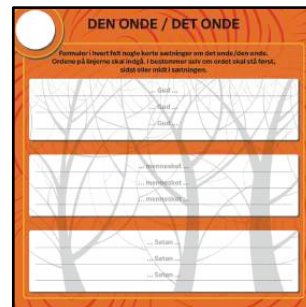 DEN ONDE / DET ONDE
Formuler i hvert felt nogle korte sætninger om det onde/den onde.
Ordene på linjerne skal indgå. I bestemmer selv om ordet skal stå først,
sidst eller midt i sætningen.
... Gud ...
... Gud ...
... Gud ...
... mennesket ...
... mennesket ...
... mennesket ...
... Satan ...
... Satan ...
... Satan ...